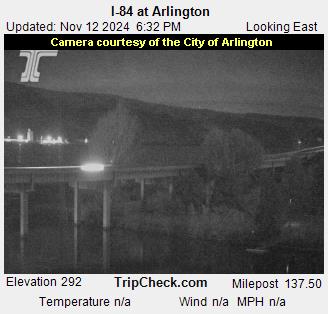 I-84 at Arlington
Updated: Nov 12 2024 6:32 PM Looking East
Camera courtesy of the City of Arlington
Elevation 292 TripCheck.com Milepost 137.50
Temperature n/a Wind n/a MPH n/a